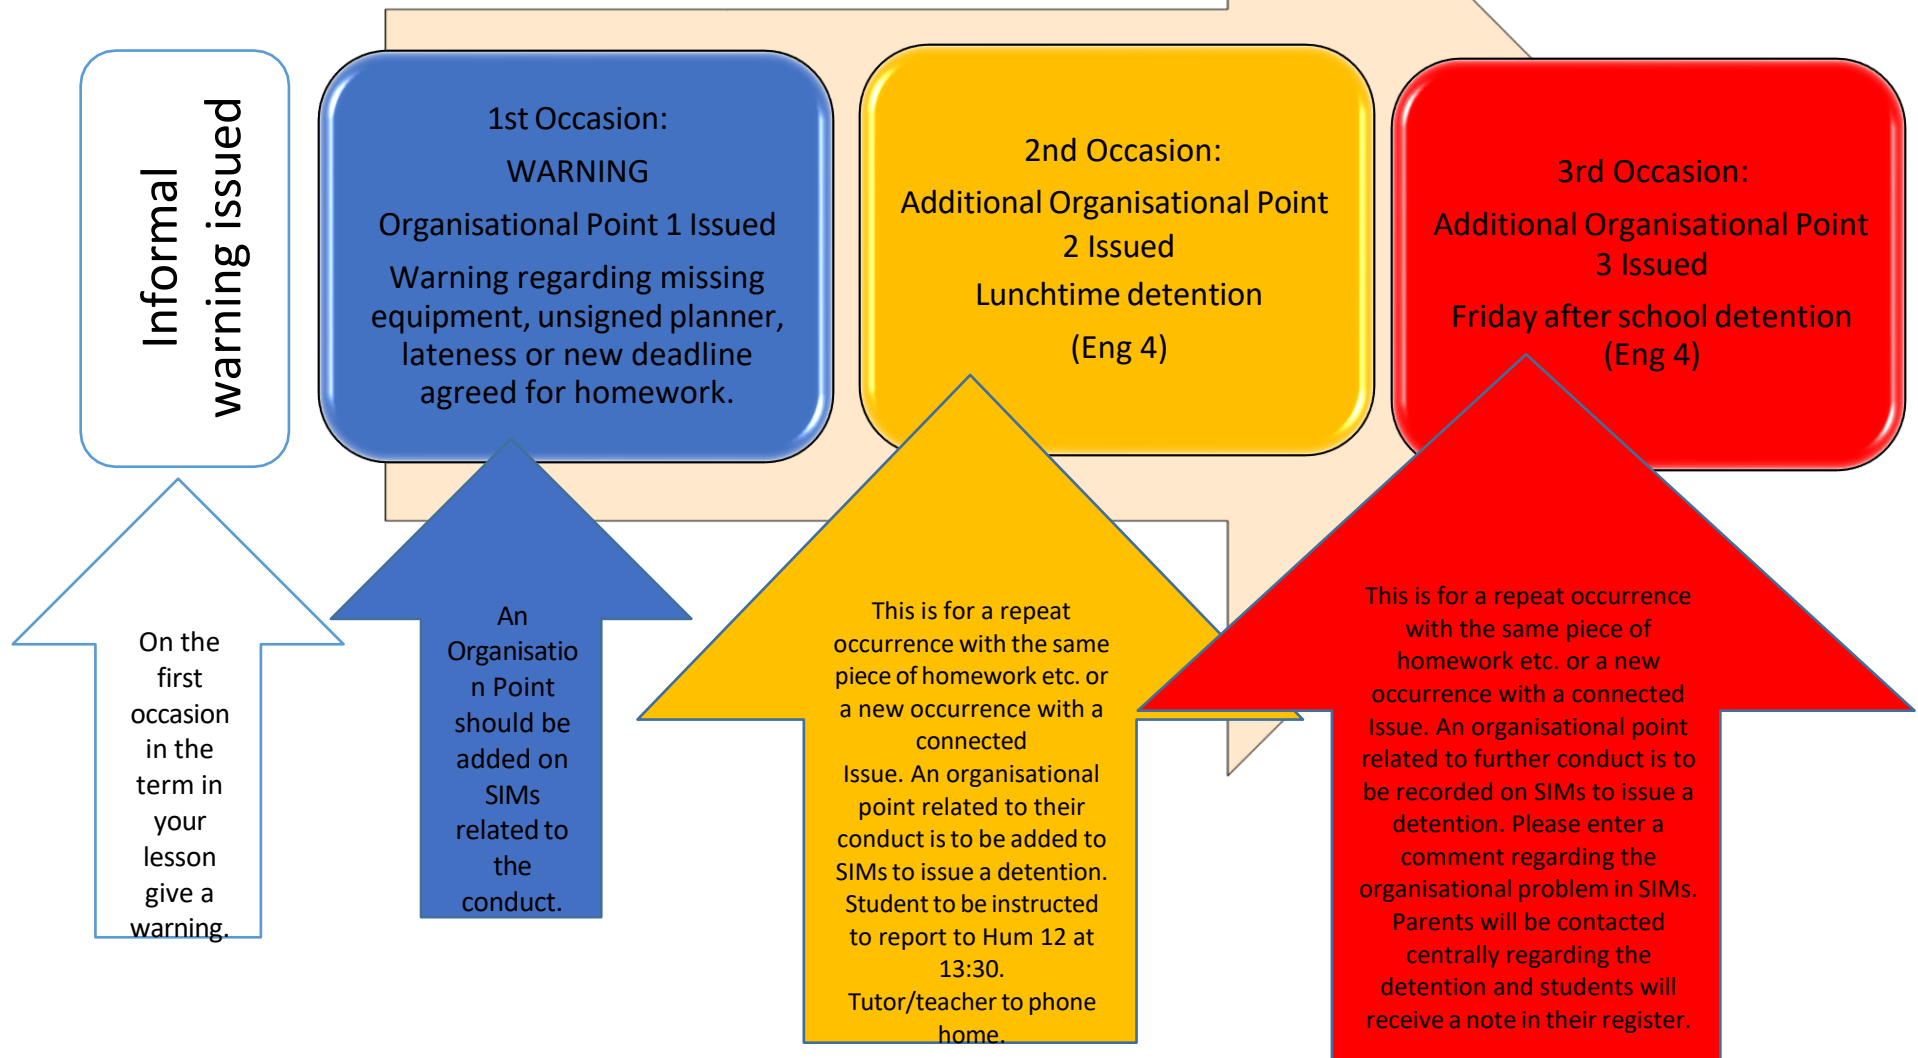 Informal
warning issued
1st Occasion:
WARNING
Organisational Point 1 Issued
Warning regarding missing
equipment, unsigned planner,
lateness or new deadline
agreed for homework.
2nd Occasion:
Additional Organisational Point
2 Issued
Lunchtime detention
(Eng 4)
3rd Occasion:
Additional Organisational Point
3 Issued
Friday after school detention
(Eng 4)
On the
first
occasion
in the
term in
your
lesson
give a
warning.
An
Organisatio
n Point
should be
added on
SIMs
related to
the
conduct.
This is for a repeat
occurrence with the same
piece of homework etc. or
a new occurrence with a
connected
Issue. An organisational
point related to their
conduct is to be added to
SIMs to issue a detention.
Student to be instructed
to report to Hum 12 at
13:30.
Tutor/teacher to phone
home.
This is for a repeat occurrence
with the same piece of
homework etc. or a new
occurrence with a connected
Issue. An organisational point
related to further conduct is to
be recorded on SIMs to issue a
detention. Please enter a
comment regarding the
organisational problem in SIMs.
Parents will be contacted
centrally regarding the
detention and students will
receive a note in their register.